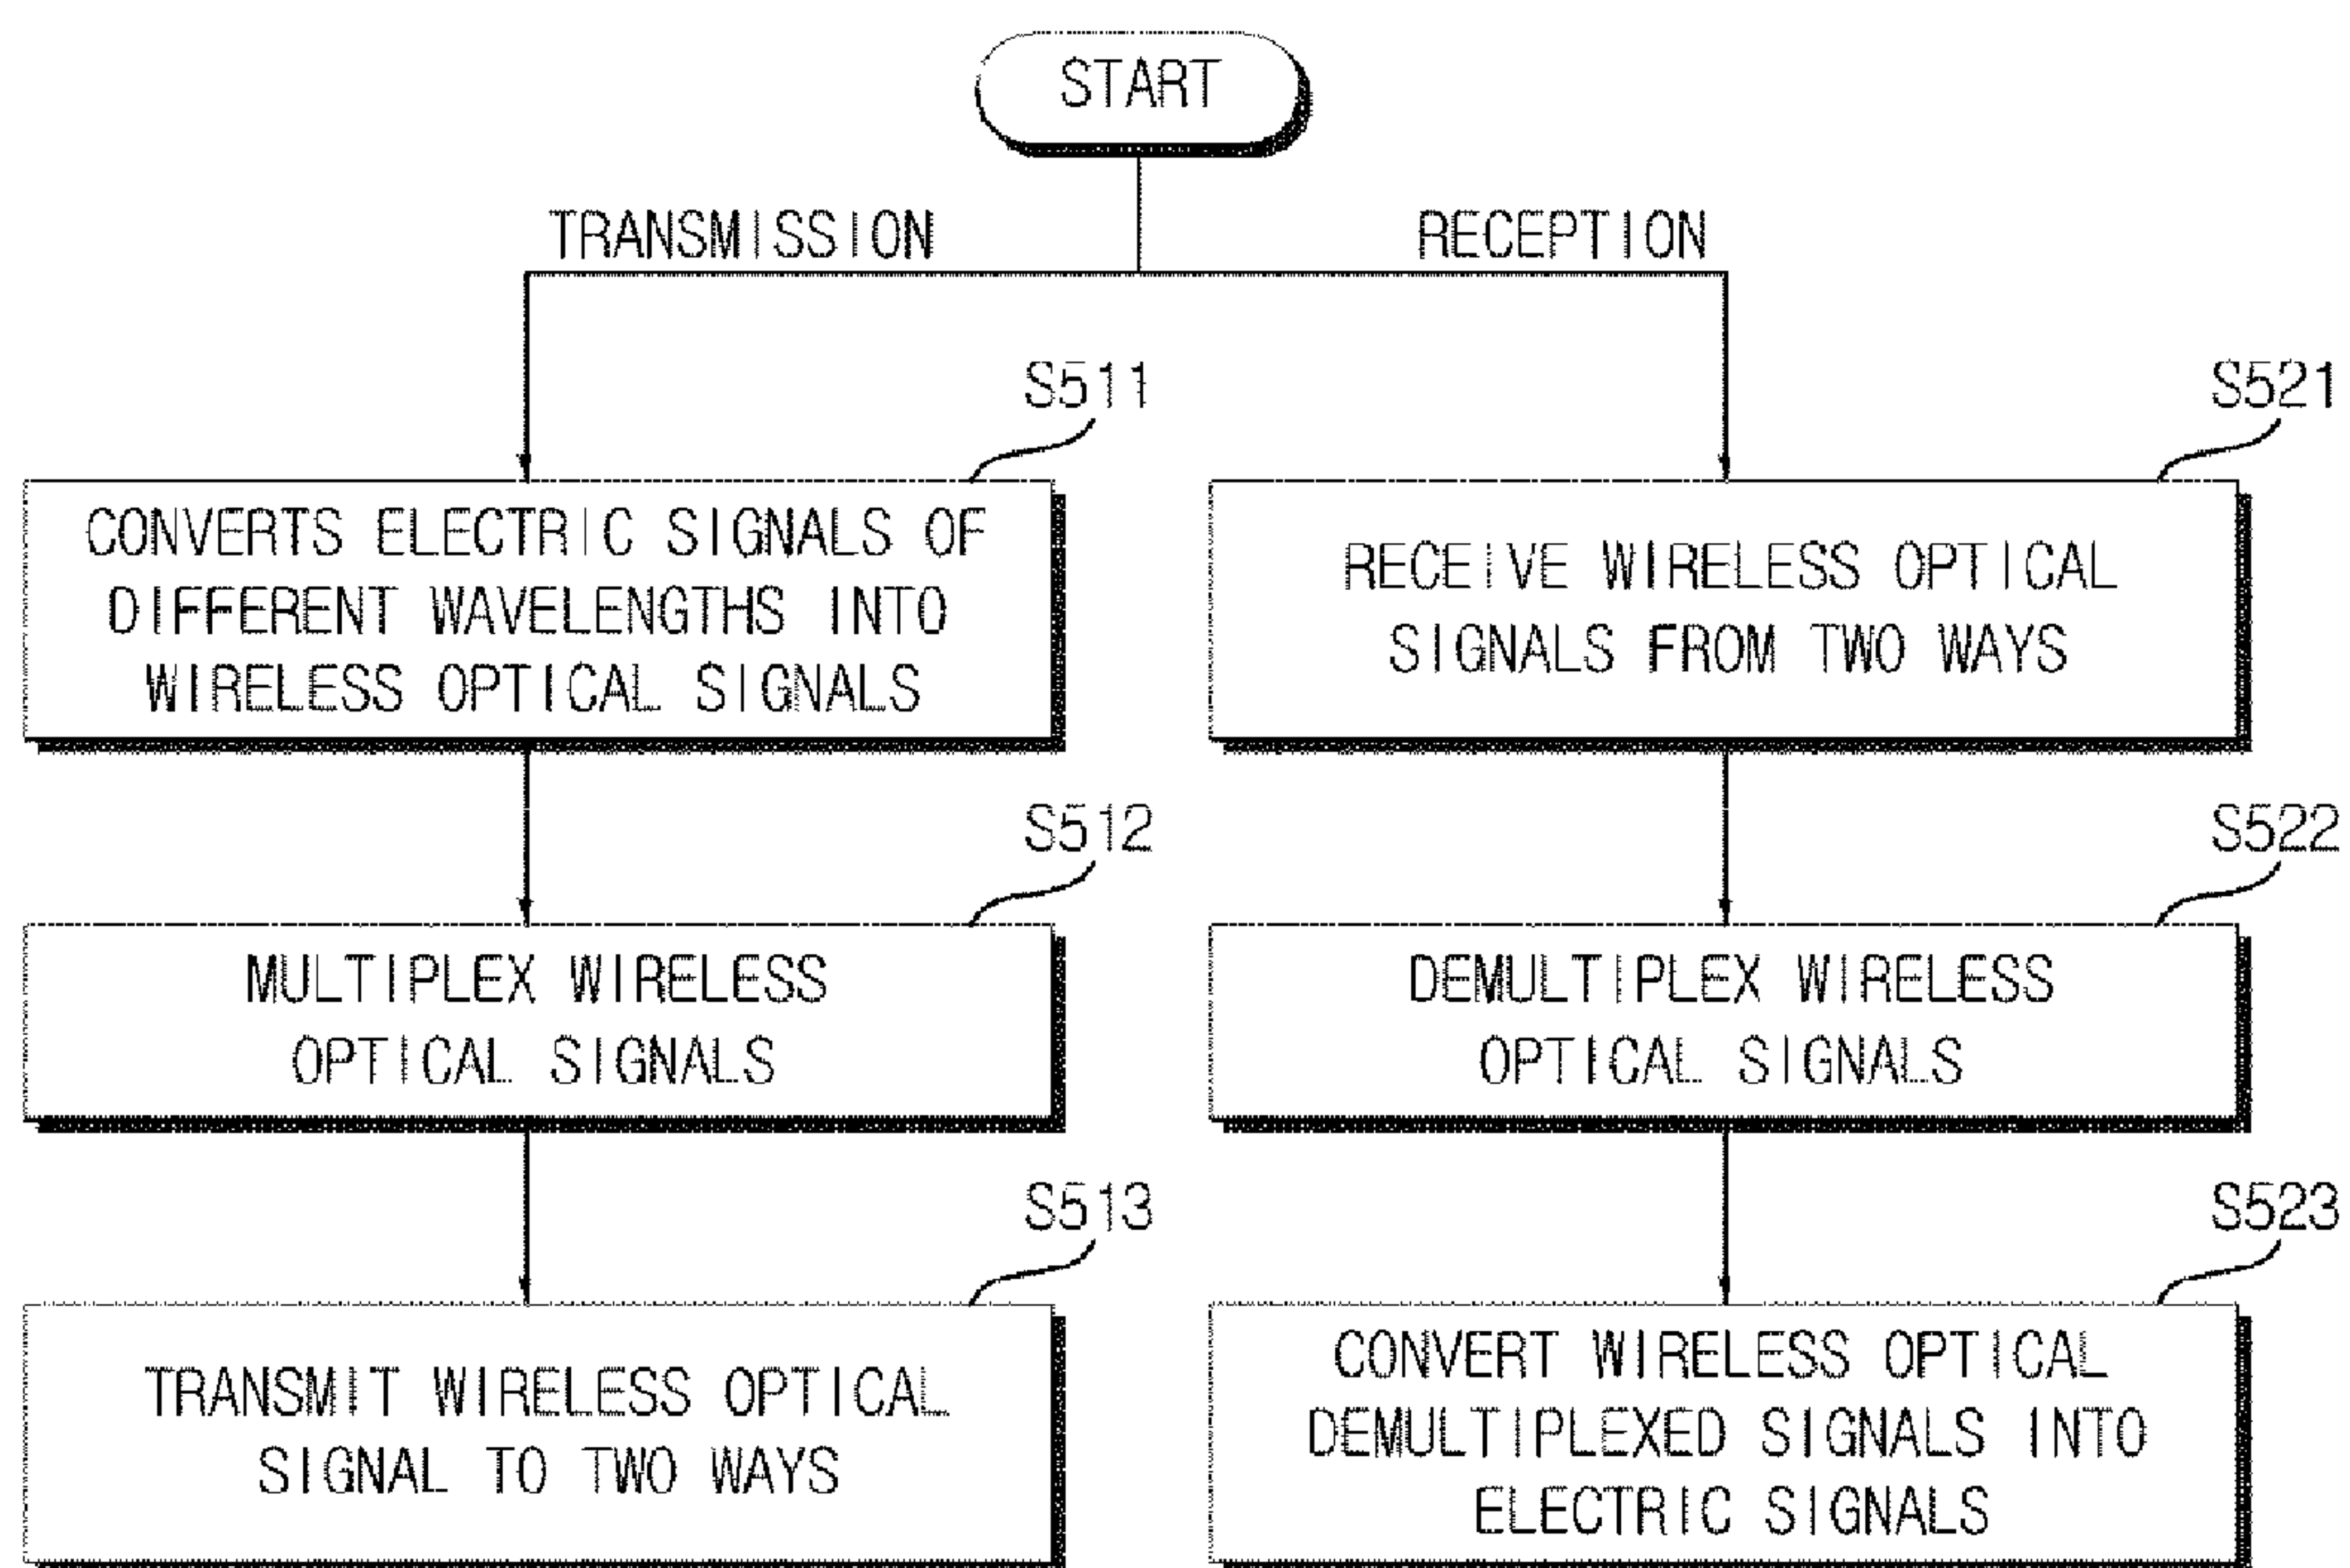 START
TRANSMISSION
RECEPTION
S511
CONVERTS ELECTRIC SIGNALS OF
DIFFERENT WAVELENGTHS INTO
WIRELESS OPTICAL SIGNALS
S521
RECEIVE WIRELESS OPTICAL
SIGNALS FROM TWO WAYS
S512
MULTIPLEX WIRELESS
OPTICAL SIGNALS
S522
DEMULTIPLEX WIRELESS
OPTICAL SIGNALS
S513
TRANSMIT WIRELESS OPTICAL
SIGNAL TO TWO WAYS
S523
CONVERT WIRELESS OPTICAL
DEMULTIPLEXED SIGNALS INTO
ELECTRIC SIGNALS